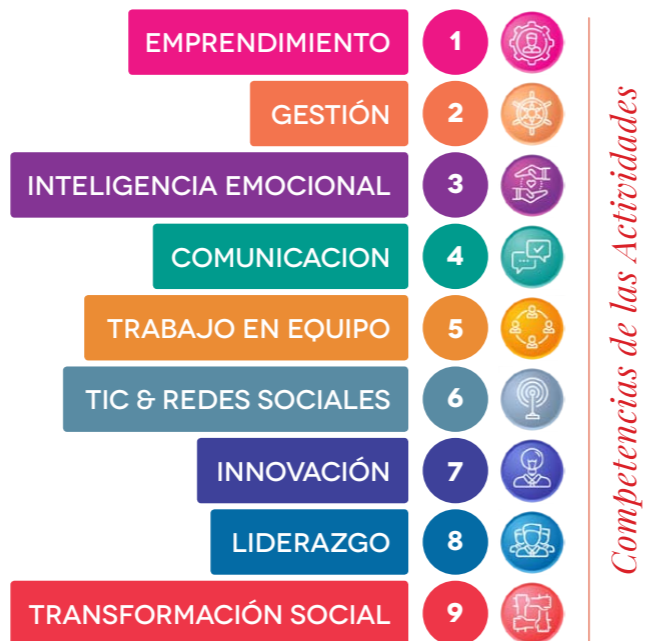 EMPRENDIMIENTO 1
GESTIÓN 2
INTELIGENCIA EMOCIONAL 3
COMUNICACION 4
TRABAJO EN EQUIPO 5
TIC & REDES SOCIALES 6
INNOVACIÓN 7
LIDERAZGO 8
TRANSFORMACIÓN SOCIAL 9
Competencias de las Actividades